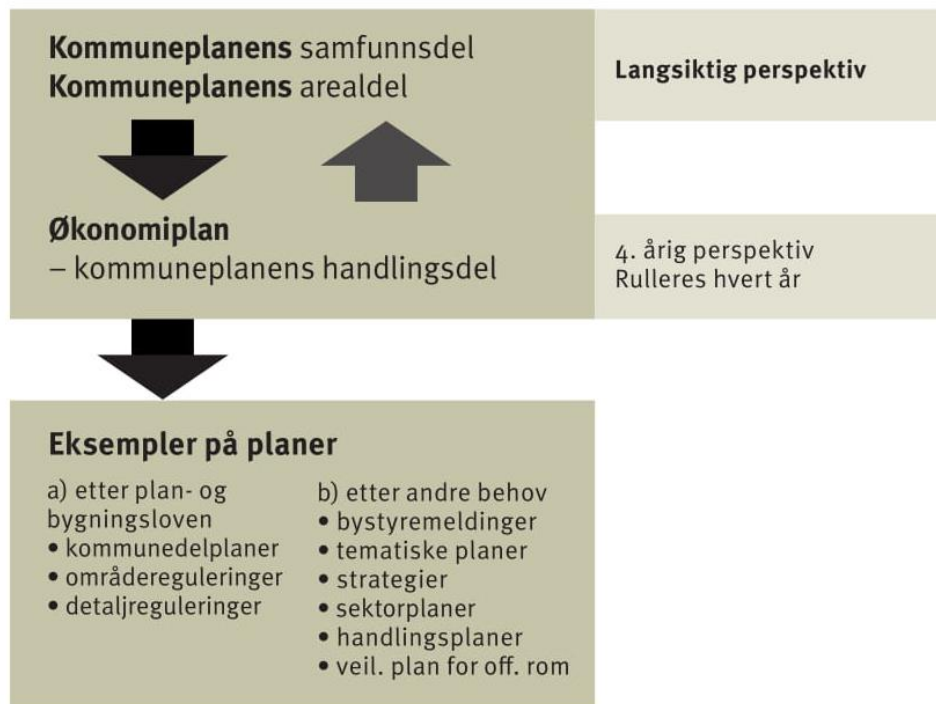 Kommuneplanens samfunnsdel
Kommuneplanens arealdel
Langsiktig perspektiv
Økonomiplan
– kommuneplanens handlingsdel
4. årig perspektiv
Rulleres hvert år
Eksempler på planer
a) etter plan- og
bygningsloven
• kommunedelplaner
• områdereguleringer
• detaljreguleringer
b) etter andre behov
• bystyremeldinger
• tematiske planer
• strategier
• sektorplaner
• handlingsplaner
• veil. plan for off. rom